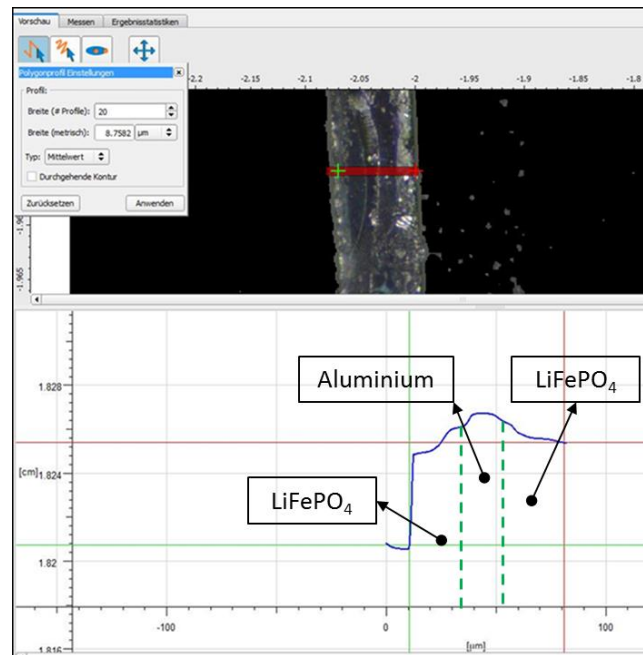 Vorschau Messen Ergebnisstatistiken
Polygonprofil Einstellungen
Profil:
Breite (# Profile): 20
Breite (metrisch): 8.7582 µm
Typ: Mittelwert
Durchgehende Kontur
Zurücksetzen Anwenden
-2.2 -2.15 -2.1 -2.05 -2 -1.95 -1.9 -1.85 -1.8
-1.965
1.828
Aluminium
LiFePO4
[cm]
1.824
LiFePO4
1.82
-100 0 100
1.816
[µm]